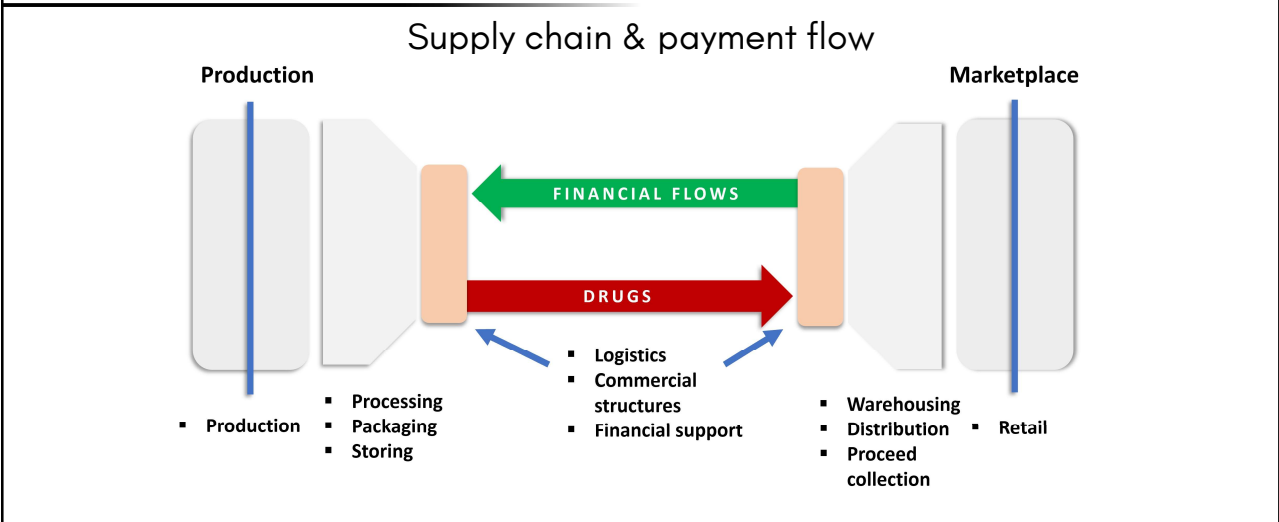 Supply chain & payment flow
Production
Marketplace
FINANCIAL FLOWS
DRUGS
▪ Production
▪ Processing
▪ Packaging
▪ Storing
▪ Logistics
▪ Commercial
structures
▪ Financial support
▪ Warehousing
▪ Distribution
▪ Proceed
collection
▪ Retail